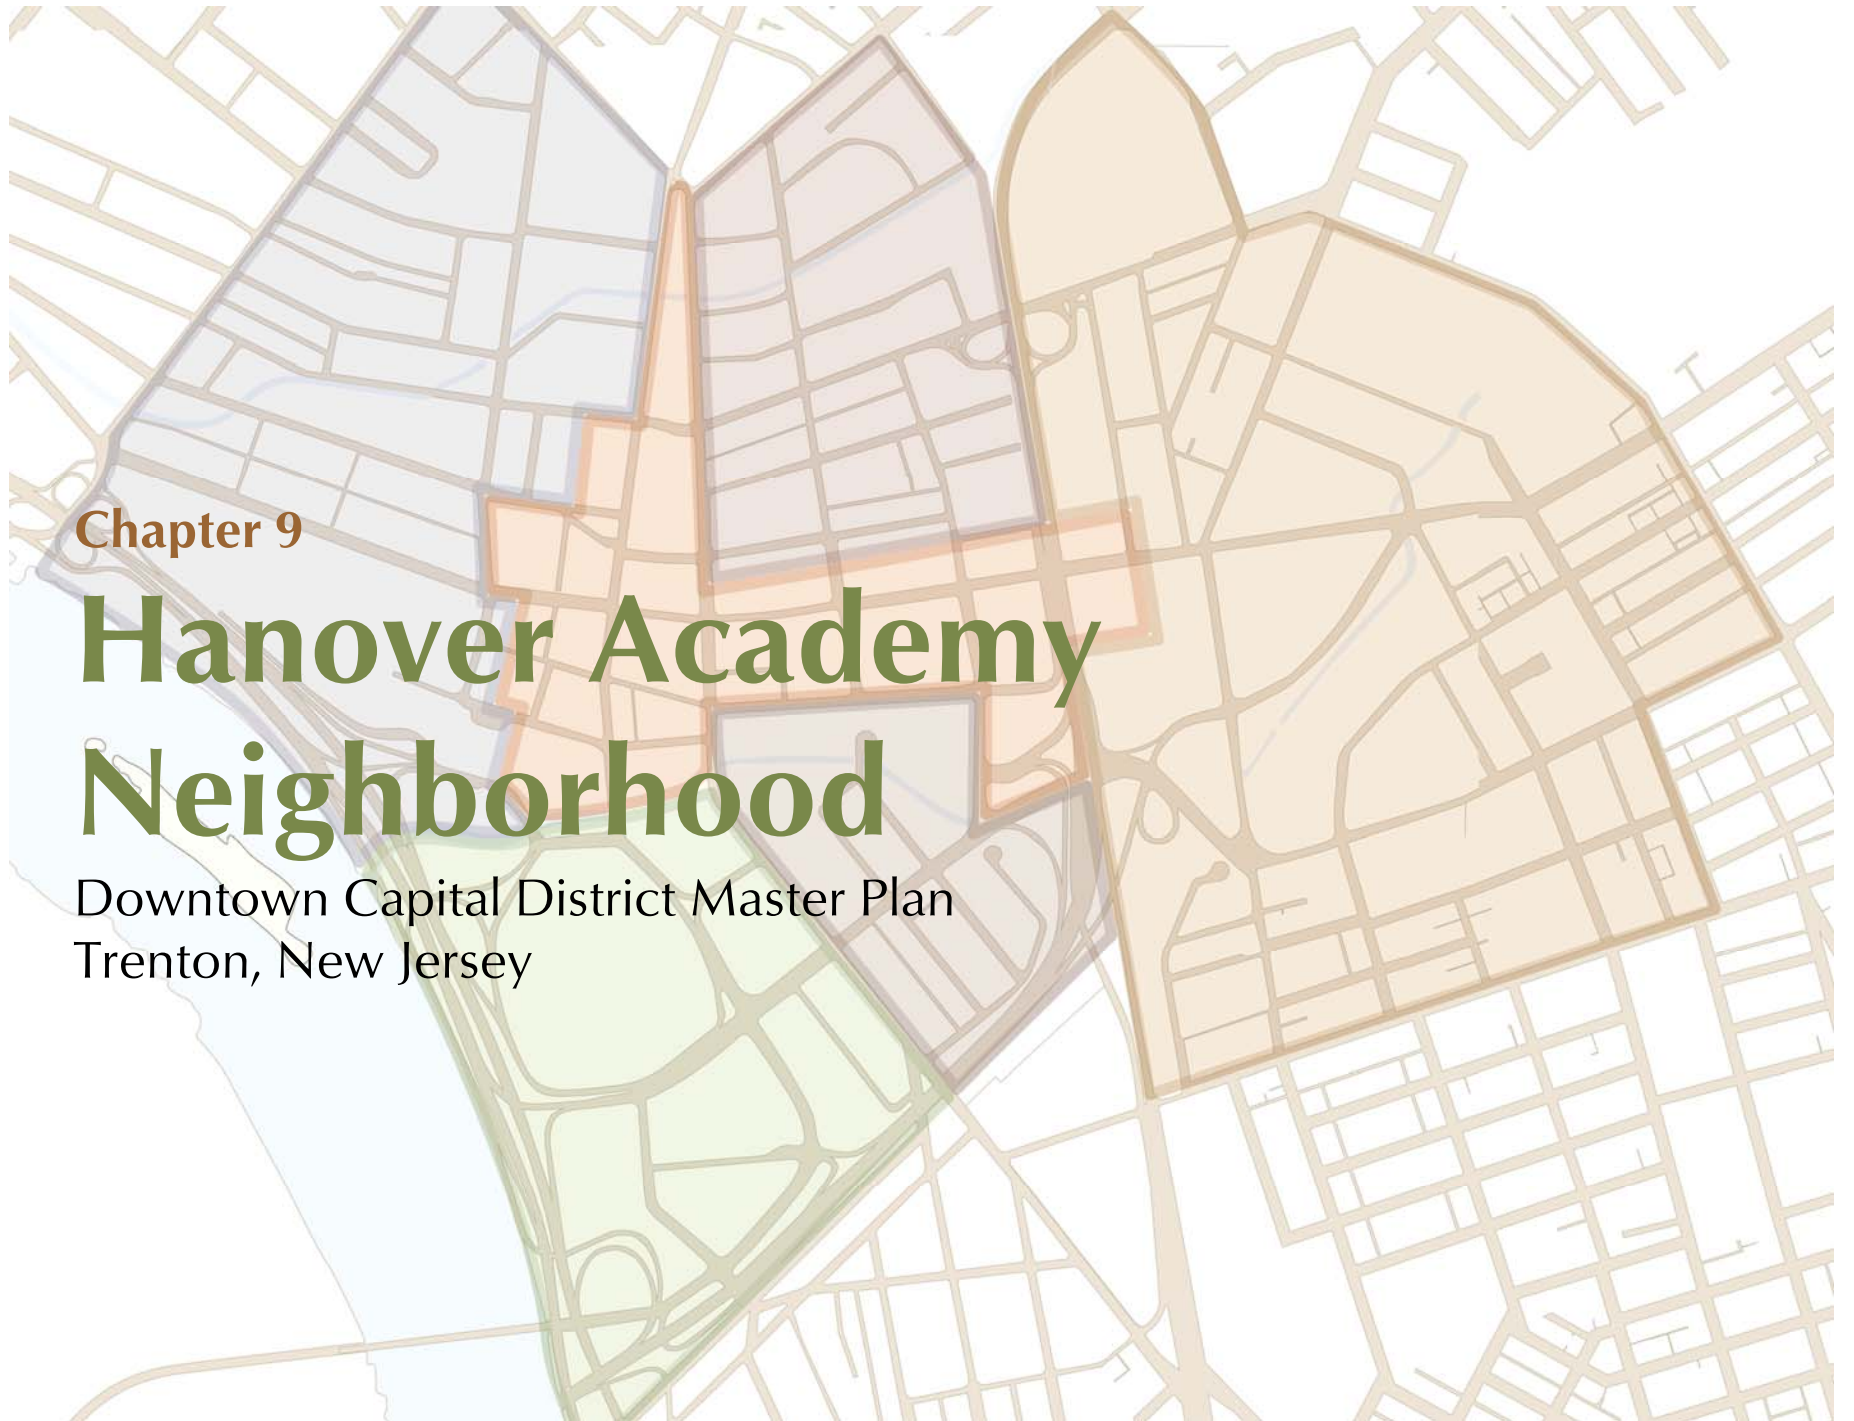 Chapter 9
Hanover Academy
Neighborhood
Downtown Capital District Master Plan
Trenton, New Jersey